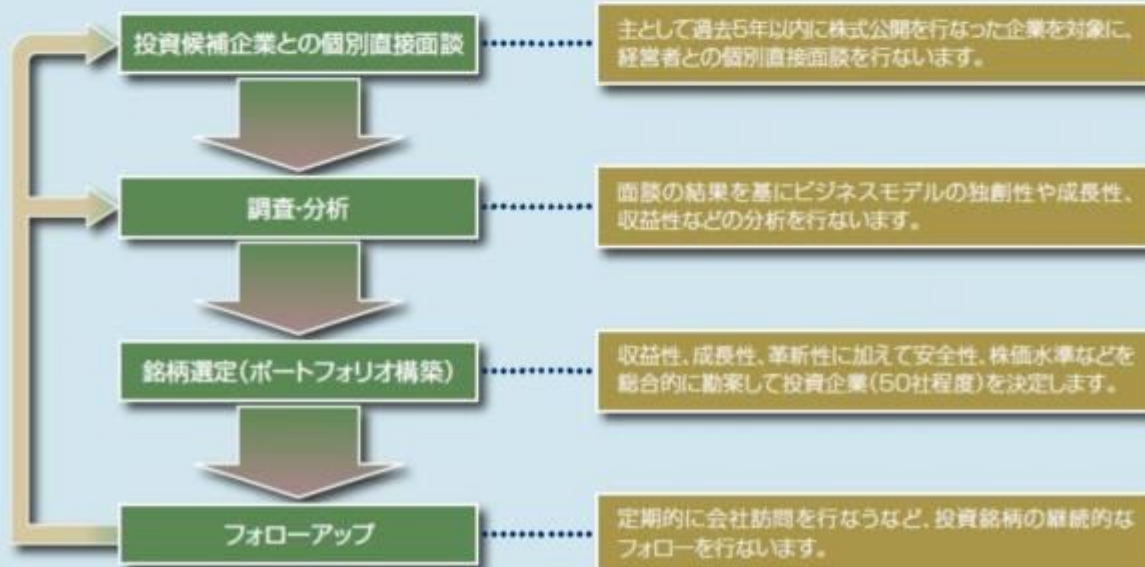 投資候補企業との個別直接面談
主として過去5年以内に株式公開を行なった企業を対象に、
経営者との個別直接面談を行ないます。
調査・分析
面談の結果を基にビジネスモデルの独創性や成長性、
収益性などの分析を行ないます。
銘柄選定(ポートフォリオ構築)
収益性、成長性、革新性に加えて安全性、株価水準などを
総合的に勘案して投資企業(50社程度)を決定します。
フォローアップ
定期的に会社訪問を行なうなど、投資銘柄の継続的な
フォローを行ないます。